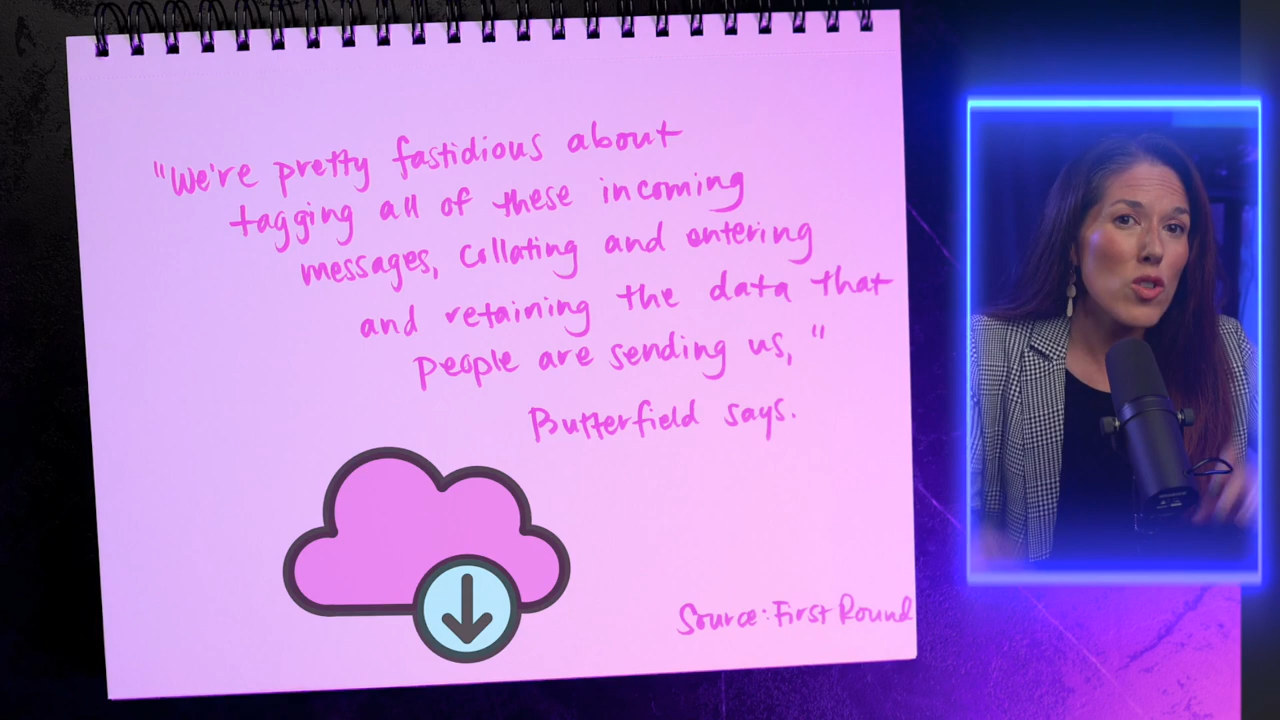 "We're pretty fastidious about
tagging all of these incoming
messages, collating and entering
and retaining the data that
people are sending us,"
Butterfield says.
Source: First Round